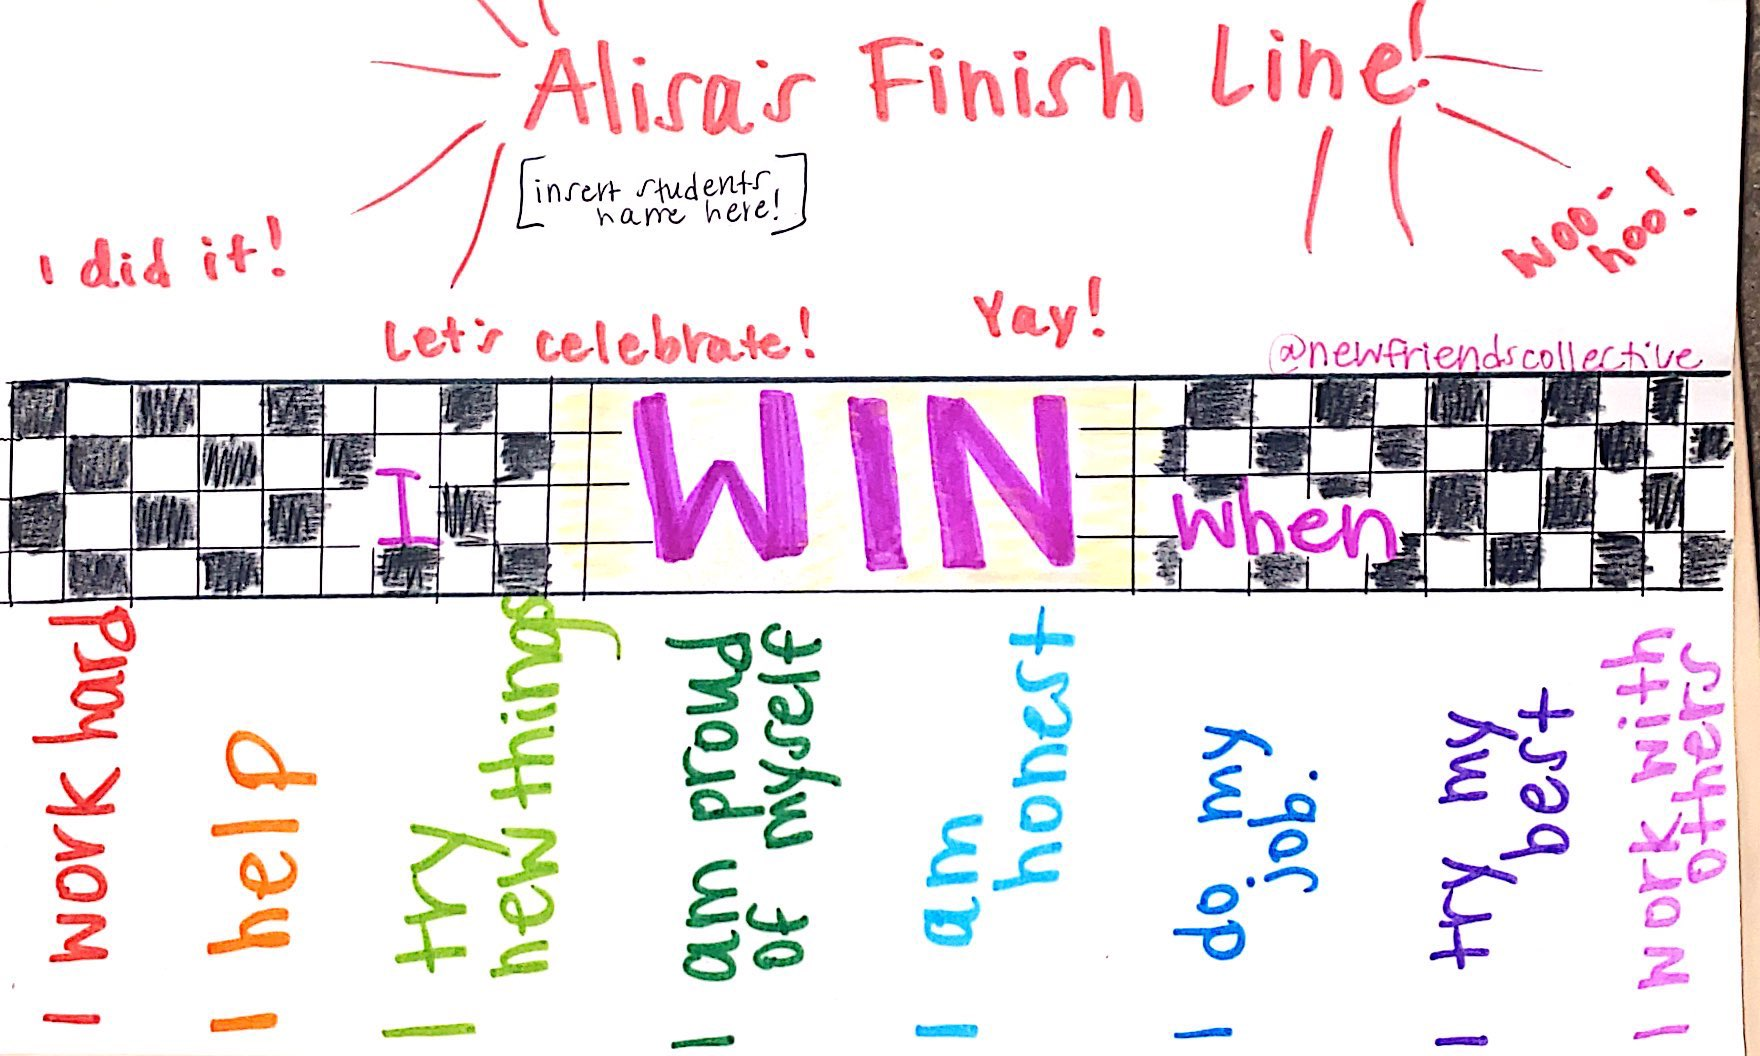 Alisa's Finish Line!
[insert students
name here!]
I did it!
Let's celebrate!
Yay!
Woo-
hoo!
@newfriendscollective
I WIN when
I work hard
I help
I try
new things
I am proud
of myself
I am
honest
I do my
job.
I try my
best
I work with
others